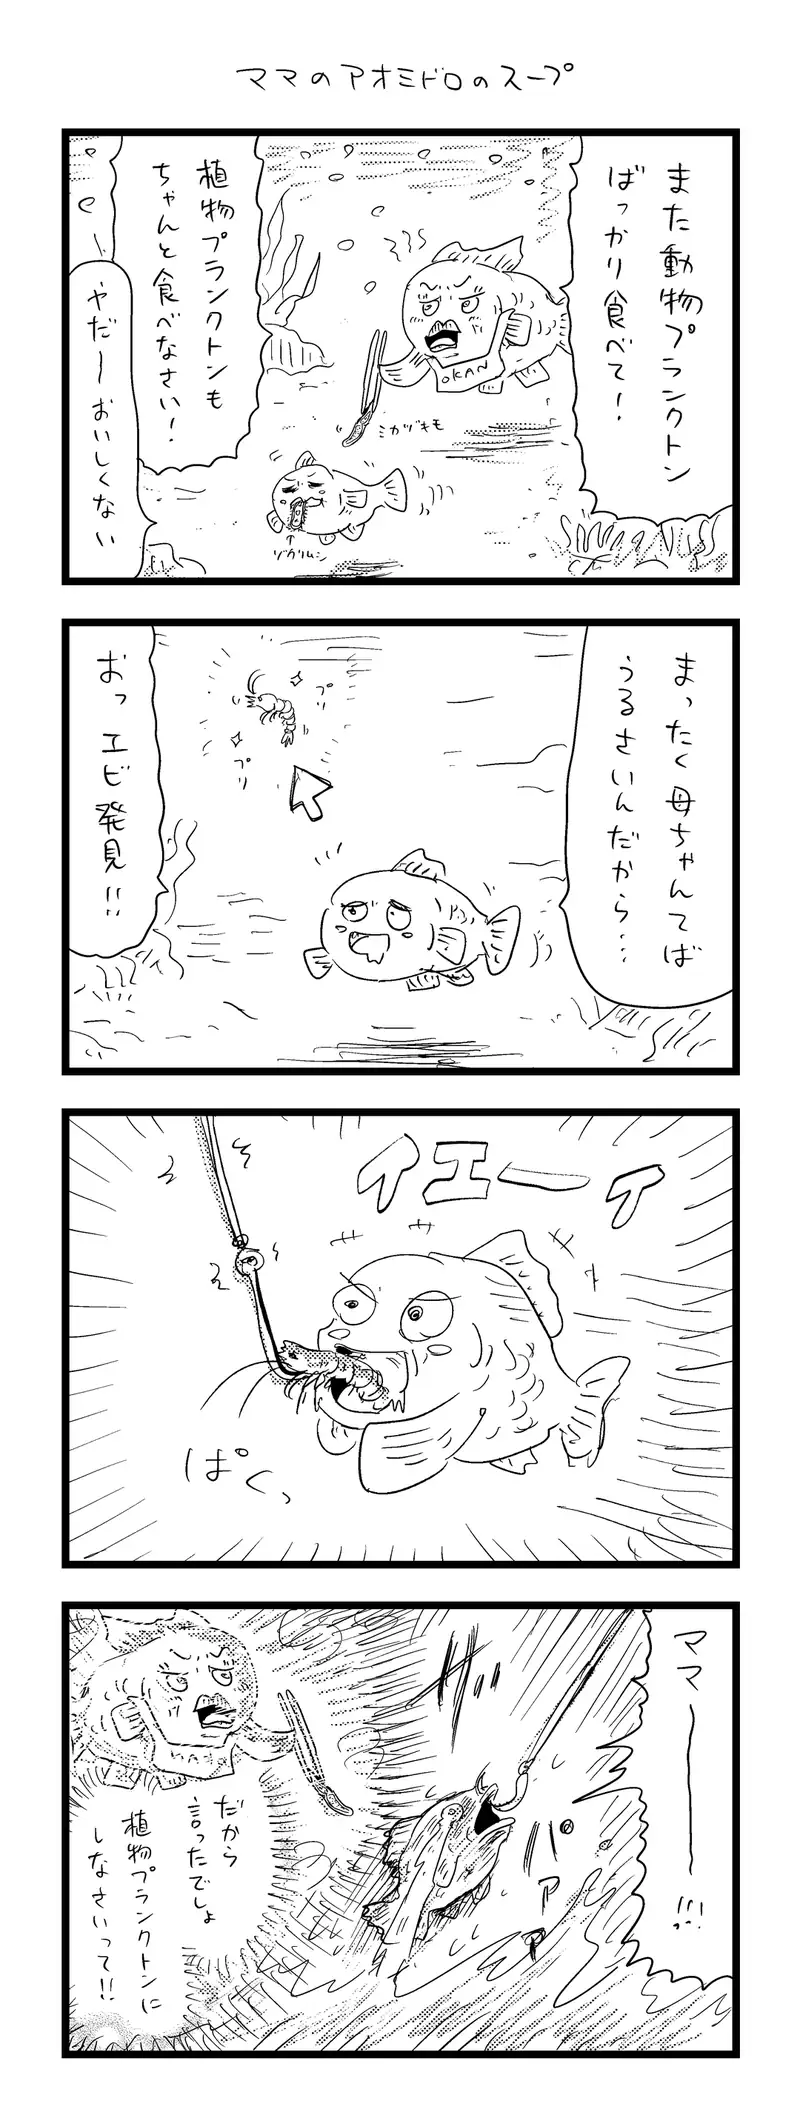 ママのアオミドロのスープ
また動物プランクトン
ばっかり食べて!
植物プランクトンも
ちゃんと食べなさい!
OKAN
ミカヅキモ
ゾウリムシ
やだーおいしくない
まったく母ちゃんてば
うるさいんだから…
プリ
プリ
おっエビ発見!!
イエーイ
ぱくっ
ママーーー!!!
バアア
だから
言ったでしょ
植物プランクトンに
しなさいって!!